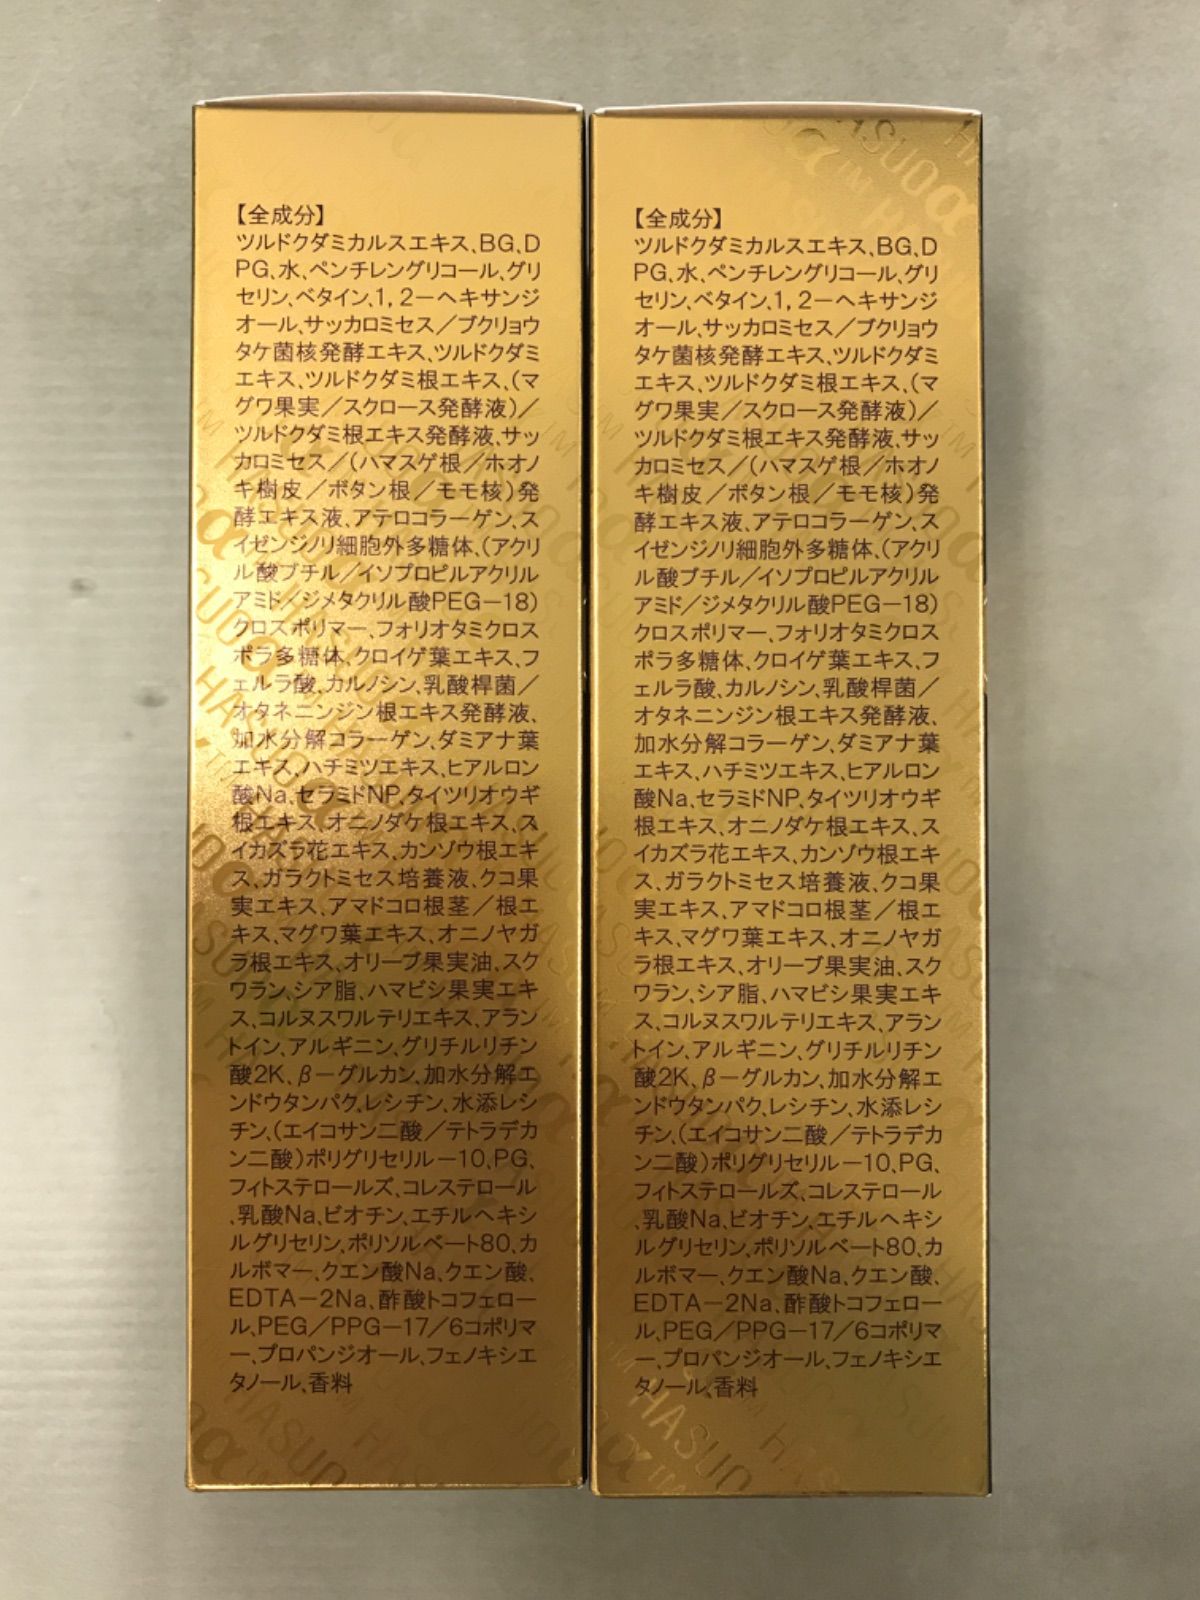 【全成分】
ツルドクダミカルスエキス、BG、D
PG、水、ペンチレングリコール、グリ
セリン、ベタイン、1,2ーヘキサンジ
オール、サッカロミセス／ブクリョウ
タケ菌核発酵エキス、ツルドクダミ
エキス、ツルドクダミ根エキス、（マ
グワ果実／スクロース発酵液）／
ツルドクダミ根エキス発酵液、サッ
カロミセス／（ハマスゲ根／ホオノ
キ樹皮／ボタン根／モモ核）発
酵エキス液、アテロコラーゲン、ス
イゼンジノリ細胞外多糖体、（アクリ
ル酸ブチル／イソプロピルアクリル
アミド／ジメタクリル酸PEG－18）
クロスポリマー、フォリオタミクロス
ポラ多糖体、クロイゲ葉エキス、フ
ェルラ酸、カルノシン、乳酸桿菌／
オタネニンジン根エキス発酵液、
加水分解コラーゲン、ダミアナ葉
エキス、ハチミツエキス、ヒアルロン
酸Na、セラミドNP、タイツリオウギ
根エキス、オニノダケ根エキス、ス
イカズラ花エキス、カンゾウ根エキ
ス、ガラクトミセス培養液、クコ果
実エキス、アマドコロ根茎／根エ
キス、マグワ葉エキス、オニノヤガ
ラ根エキス、オリーブ果実油、スク
ワラン、シア脂、ハマビシ果実エキ
ス、コルヌスワルテリエキス、アラン
トイン、アルギニン、グリチルリチン
酸2K、β－グルカン、加水分解エ
ンドウタンパク、レシチン、水添レシ
チン、（エイコサン二酸／テトラデカ
ン二酸）ポリグリセリル－10、PG、
フィトステロールズ、コレステロール
、乳酸Na、ビオチン、エチルヘキシ
ルグリセリン、ポリソルベート80、カ
ルボマー、クエン酸Na、クエン酸、
EDTA－2Na、酢酸トコフェロー
ル、PEG／PPG－17／6コポリマ
ー、プロパンジオール、フェノキシエ
タノール、香料
【全成分】
ツルドクダミカルスエキス、BG、D
PG、水、ペンチレングリコール、グリ
セリン、ベタイン、1,2ーヘキサンジ
オール、サッカロミセス／ブクリョウ
タケ菌核発酵エキス、ツルドクダミ
エキス、ツルドクダミ根エキス、（マ
グワ果実／スクロース発酵液）／
ツルドクダミ根エキス発酵液、サッ
カロミセス／（ハマスゲ根／ホオノ
キ樹皮／ボタン根／モモ核）発
酵エキス液、アテロコラーゲン、ス
イゼンジノリ細胞外多糖体、（アクリ
ル酸ブチル／イソプロピルアクリル
アミド／ジメタクリル酸PEG－18）
クロスポリマー、フォリオタミクロス
ポラ多糖体、クロイゲ葉エキス、フ
ェルラ酸、カルノシン、乳酸桿菌／
オタネニンジン根エキス発酵液、
加水分解コラーゲン、ダミアナ葉
エキス、ハチミツエキス、ヒアルロン
酸Na、セラミドNP、タイツリオウギ
根エキス、オニノダケ根エキス、ス
イカズラ花エキス、カンゾウ根エキ
ス、ガラクトミセス培養液、クコ果
実エキス、アマドコロ根茎／根エ
キス、マグワ葉エキス、オニノヤガ
ラ根エキス、オリーブ果実油、スク
ワラン、シア脂、ハマビシ果実エキ
ス、コルヌスワルテリエキス、アラン
トイン、アルギニン、グリチルリチン
酸2K、β－グルカン、加水分解エ
ンドウタンパク、レシチン、水添レシ
チン、（エイコサン二酸／テトラデカ
ン二酸）ポリグリセリル－10、PG、
フィトステロールズ、コレステロール
、乳酸Na、ビオチン、エチルヘキシ
ルグリセリン、ポリソルベート80、カ
ルボマー、クエン酸Na、クエン酸、
EDTA－2Na、酢酸トコフェロー
ル、PEG／PPG－17／6コポリマ
ー、プロパンジオール、フェノキシエ
タノール、香料